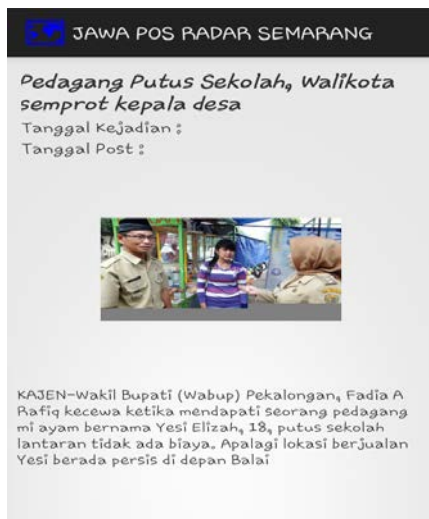 JAWA POS RADAR SEMARANG
Pedagang Putus Sekolah, Walikota
semprot kepala desa
Tanggal Kejadian :
Tanggal Post :
KAJEN-Wakil Bupati (Wabup) Pekalongan, Fadia A
Rafiq kecewa ketika mendapati seorang pedagang
mi ayam bernama Yesi Elizah, 18, putus sekolah
lantaran tidak ada biaya. Apalagi lokasi berjualan
Yesi berada persis di depan Balai